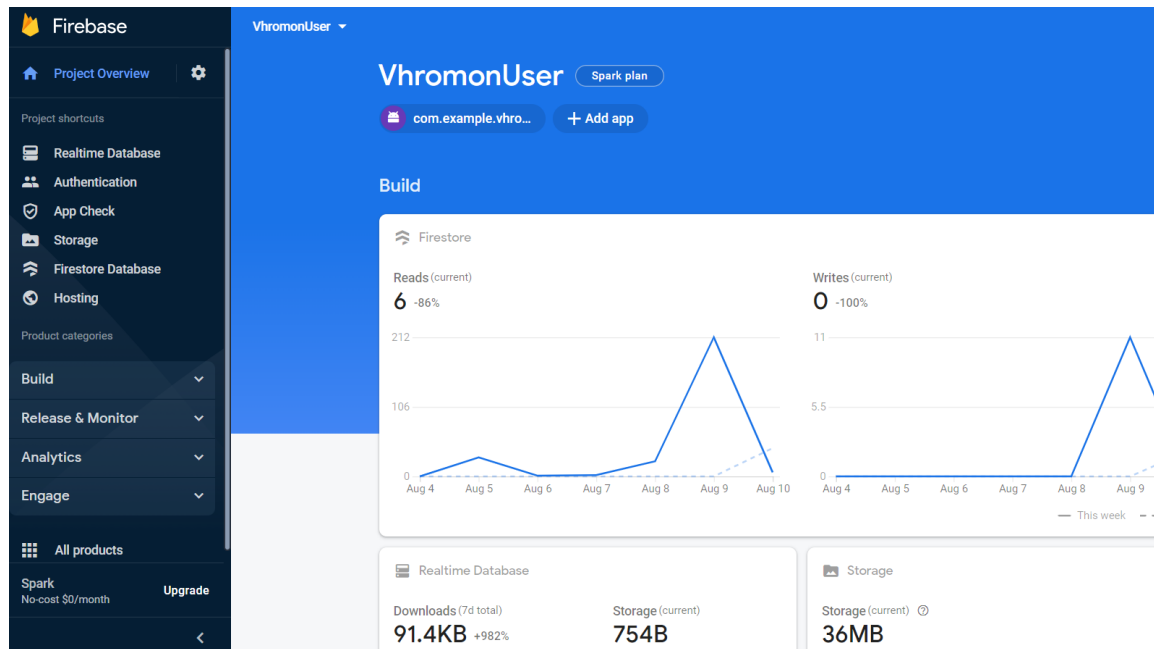 Firebase
Project Overview
Project shortcuts
Realtime Database
Authentication
App Check
Storage
Firestore Database
Hosting
Product categories
Build
Release & Monitor
Analytics
Engage
All products
Spark
No-cost $0/month
Upgrade
VhromonUser
VhromonUser Spark plan
com.example.vhro... + Add app
Build
Firestore
Reads (current)
6 -86%
212
106
0
Aug 4 Aug 5 Aug 6 Aug 7 Aug 8 Aug 9 Aug 10
Writes (current)
0 -100%
11
5.5
0
Aug 4 Aug 5 Aug 6 Aug 7 Aug 8 Aug 9
This week
Realtime Database
Downloads (7d total)
91.4KB +982%
Storage (current)
754B
Storage
Storage (current)
36MB